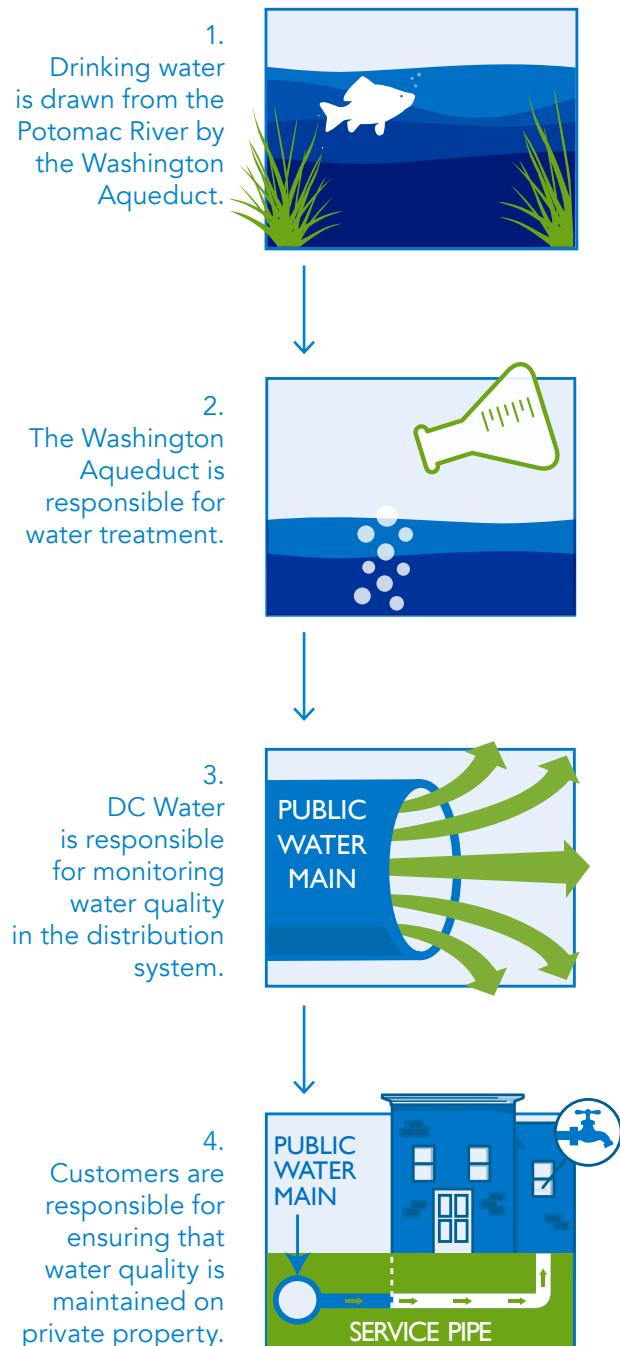 1.
Drinking water
is drawn from the
Potomac River by
the Washington
Aqueduct.
2.
The Washington
Aqueduct is
responsible for
water treatment.
3.
DC Water
is responsible
for monitoring
water quality
in the distribution
system.
PUBLIC
WATER
MAIN
4.
Customers are
responsible for
ensuring that
water quality is
maintained on
private property.
PUBLIC
WATER
MAIN
SERVICE PIPE